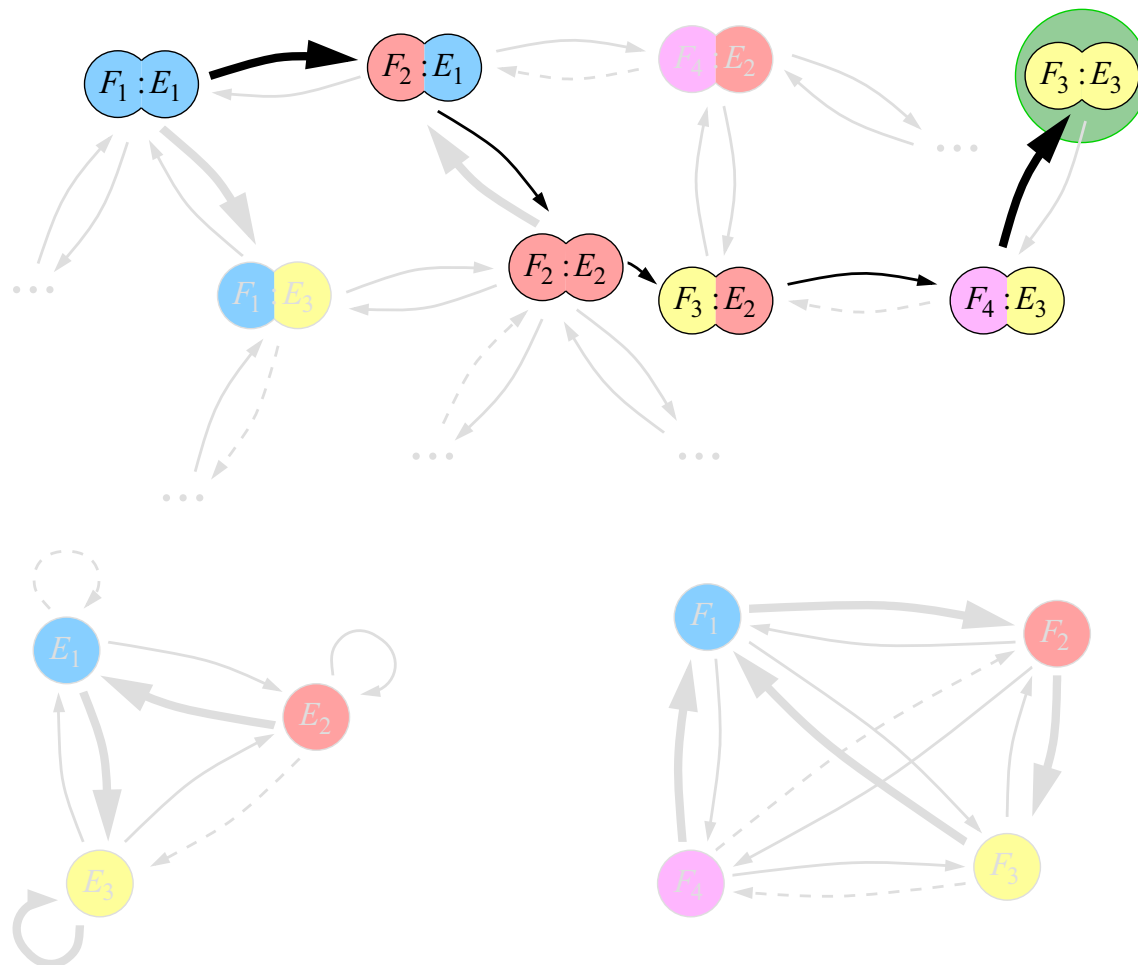 F₁:E₁
F₂:E₁
F₄:E₂
F₃:E₃
...
...
F₁:E₃
F₂:E₂
F₃:E₂
F₄:E₃
...
...
...
E₁
E₂
E₃
F₁
F₂
F₄
F₃